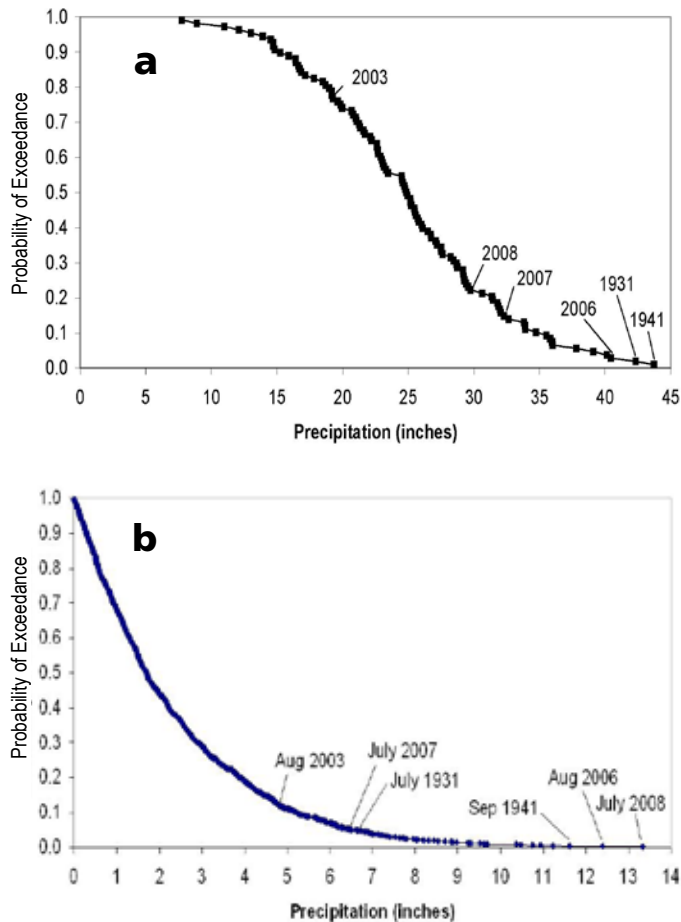 a
Probability of Exceedance
1.0
0.9
0.8
0.7
0.6
0.5
0.4
0.3
0.2
0.1
0.0
2003
2008
2007
2006
1931
1941
0 5 10 15 20 25 30 35 40 45
Precipitation (inches)
b
Probability of Exceedance
1.0
0.9
0.8
0.7
0.6
0.5
0.4
0.3
0.2
0.1
0.0
Aug 2003
July 2007
July 1931
Sep 1941
Aug 2006
July 2008
0 1 2 3 4 5 6 7 8 9 10 11 12 13 14
Precipitation (inches)